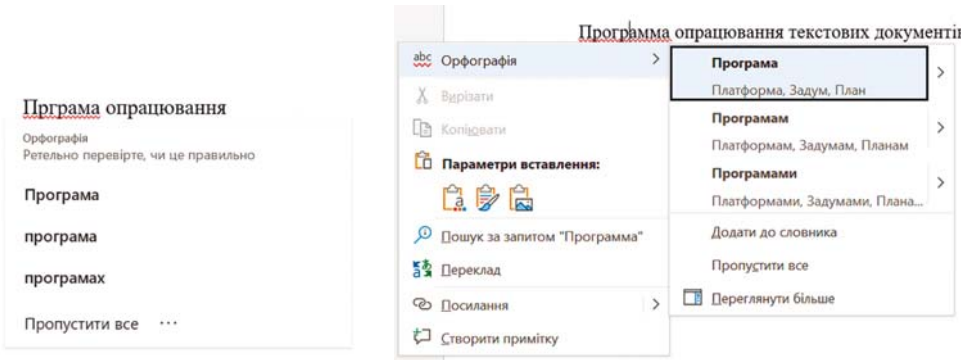 Прграма опрацювання
Орфографія
Ретельно перевірте, чи це правильно
Програма
програма
програмах
Пропустити все ···
Программа опрацювання текстових документів
abc Орфографія
Вирізати
Копіювати
Параметри вставлення:
Пошук за запитом "Программа"
Переклад
Посилання
Створити примітку
Програма
Платформа, Задум, План
Програмам
Платформам, Задумам, Планам
Програмами
Платформами, Задумами, Плана...
Додати до словника
Пропустити все
Переглянути більше